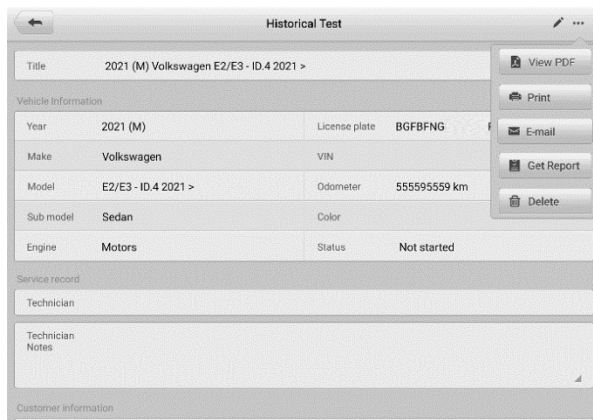 Historical Test
Title 2021 (M) Volkswagen E2/E3 - ID.4 2021 >
View PDF
Print
E-mail
Get Report
Delete
Vehicle Information
Year 2021 (M) License plate BGFBFNG
Make Volkswagen VIN
Model E2/E3 - ID.4 2021 > Odometer 555595559 km
Sub model Sedan Color
Engine Motors Status Not started
Service record
Technician
Technician
Notes
Customer information